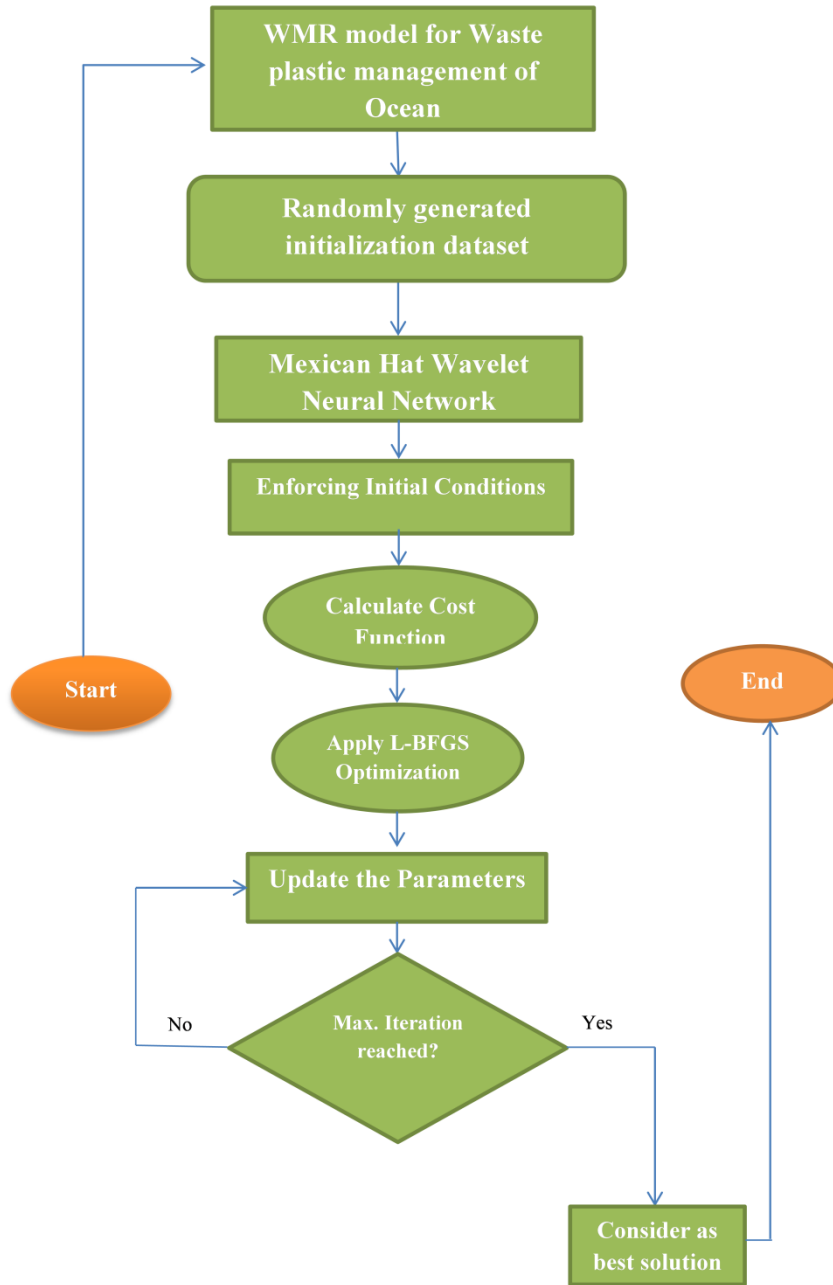 WMR model for Waste
plastic management of
Ocean
Randomly generated
initialization dataset
Mexican Hat Wavelet
Neural Network
Enforcing Initial Conditions
Calculate Cost
Function
Start
End
Apply L-BFGS
Optimization
Update the Parameters
No
Max. Iteration
reached?
Yes
Consider as
best solution